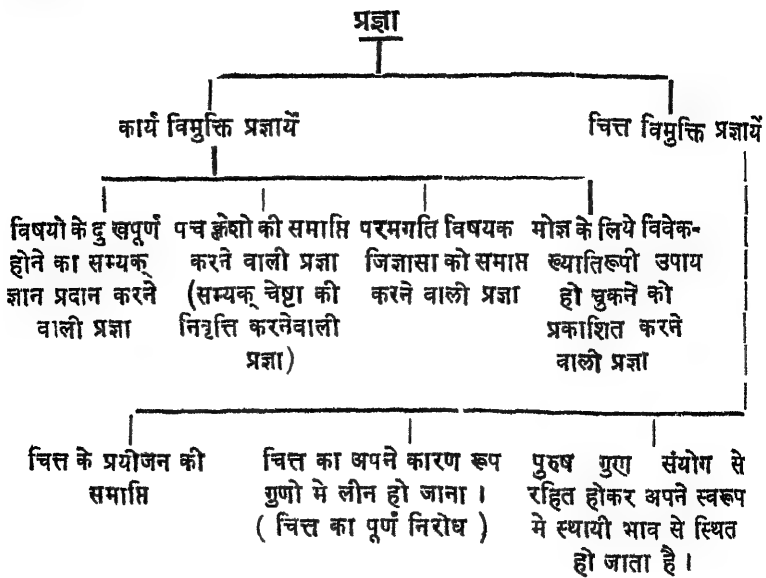 प्रज्ञा
कार्य विमुक्ति प्रज्ञायें
चित्त विमुक्ति प्रज्ञायें
विषयो के दु खपूर्ण
होने का सम्यक्
ज्ञान प्रदान करने
वाली प्रज्ञा
पच क्लेशो की समाप्ति
करने वाली प्रज्ञा
(सम्यक् चेष्टा की
निवृत्ति करनेवाली
प्रज्ञा)
परमगति विषयक
जिज्ञासा को समाप्त
करने वाली प्रज्ञा
मोक्ष के लिये विवेक-
ख्यातिरूपी उपाय
हो चुकने को
प्रकाशित करने
वाली प्रज्ञा
चित्त के प्रयोजन की
समाप्ति
चित्त का अपने कारण रूप
गुणो मे लीन हो जाना ।
( चित्त का पूर्ण निरोध )
पुरुष गुण संयोग से
रहित होकर अपने स्वरूप
मे स्थायी भाव से स्थित
हो जाता है ।